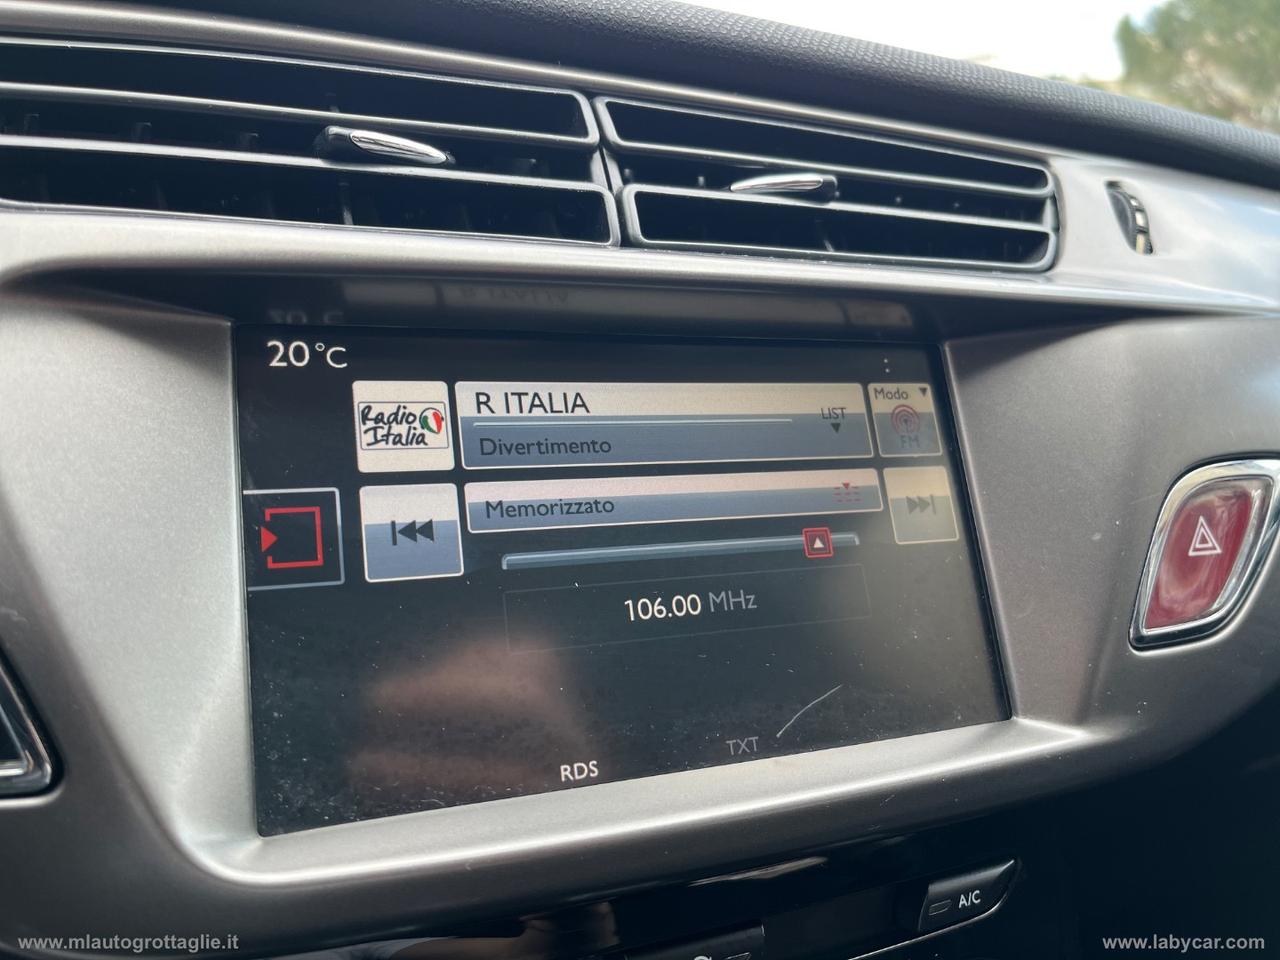 20°C
Radio
Italia
R ITALIA
LIST
Divertimento
Modo
FM
Memorizzato
106.00 MHz
TXT
RDS
A/C
www.mlautogrottaglie.it
www.labycar.com